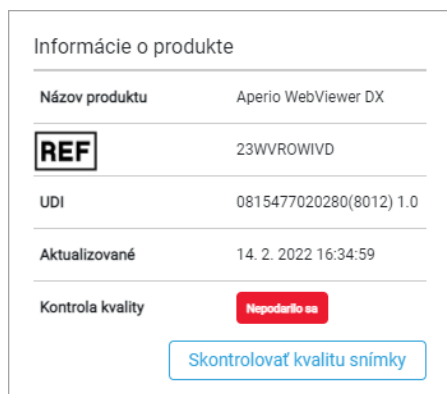 Informácie o produkte
Názov produktu Aperio WebViewer DX
REF 23WVROWIVD
UDI 0815477020280(8012) 1.0
Aktualizované 14. 2. 2022 16:34:59
Kontrola kvality Nepodarilo sa
Skontrolovať kvalitu snímky